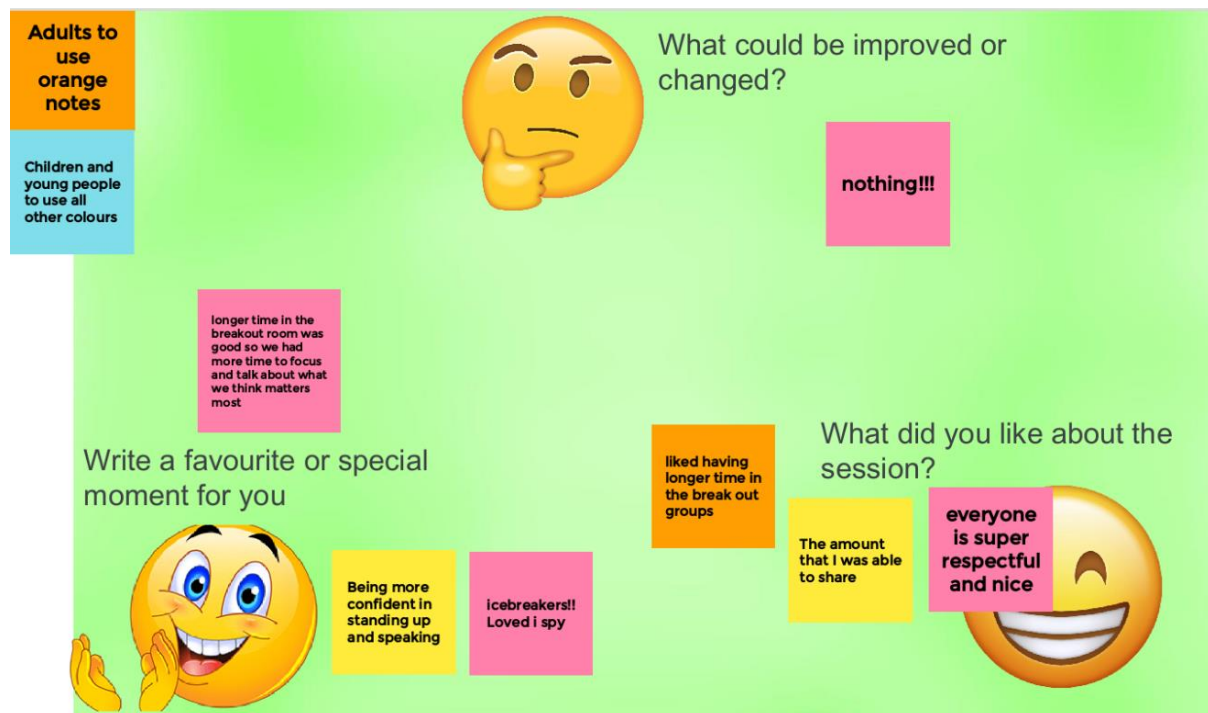 Adults to
use
orange
notes
Children and
young people
to use all
other colours
What could be improved or
changed?
nothing!!!
longer time in the
breakout room was
good so we had
more time to focus
and talk about what
we think matters
most
Write a favourite or special
moment for you
Being more
confident in
standing up
and speaking
icebreakers!!
Loved i spy
What did you like about the
session?
liked having
longer time in
the break out
groups
The amount
that I was able
to share
everyone
is super
respectful
and nice